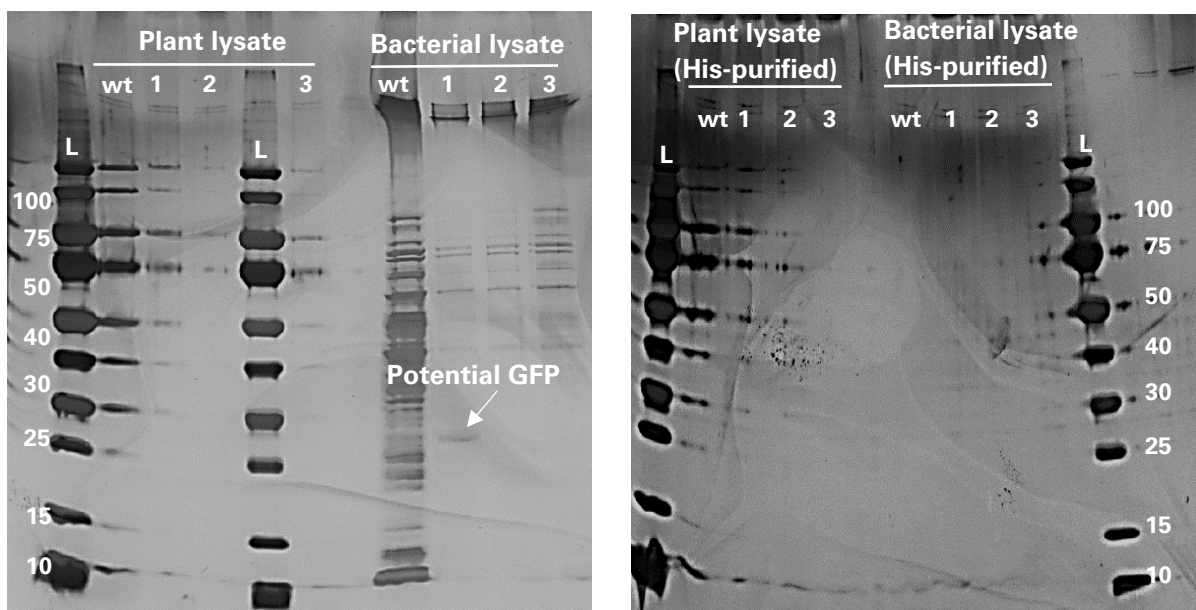 Plant lysate
Bacterial lysate
wt 1 2 3
wt 1 2 3
L
L
100
75
50
40
30
25
15
10
Potential GFP
Plant lysate
(His-purified)
Bacterial lysate
(His-purified)
wt 1 2 3
wt 1 2 3
L
L
100
75
50
40
30
25
15
10